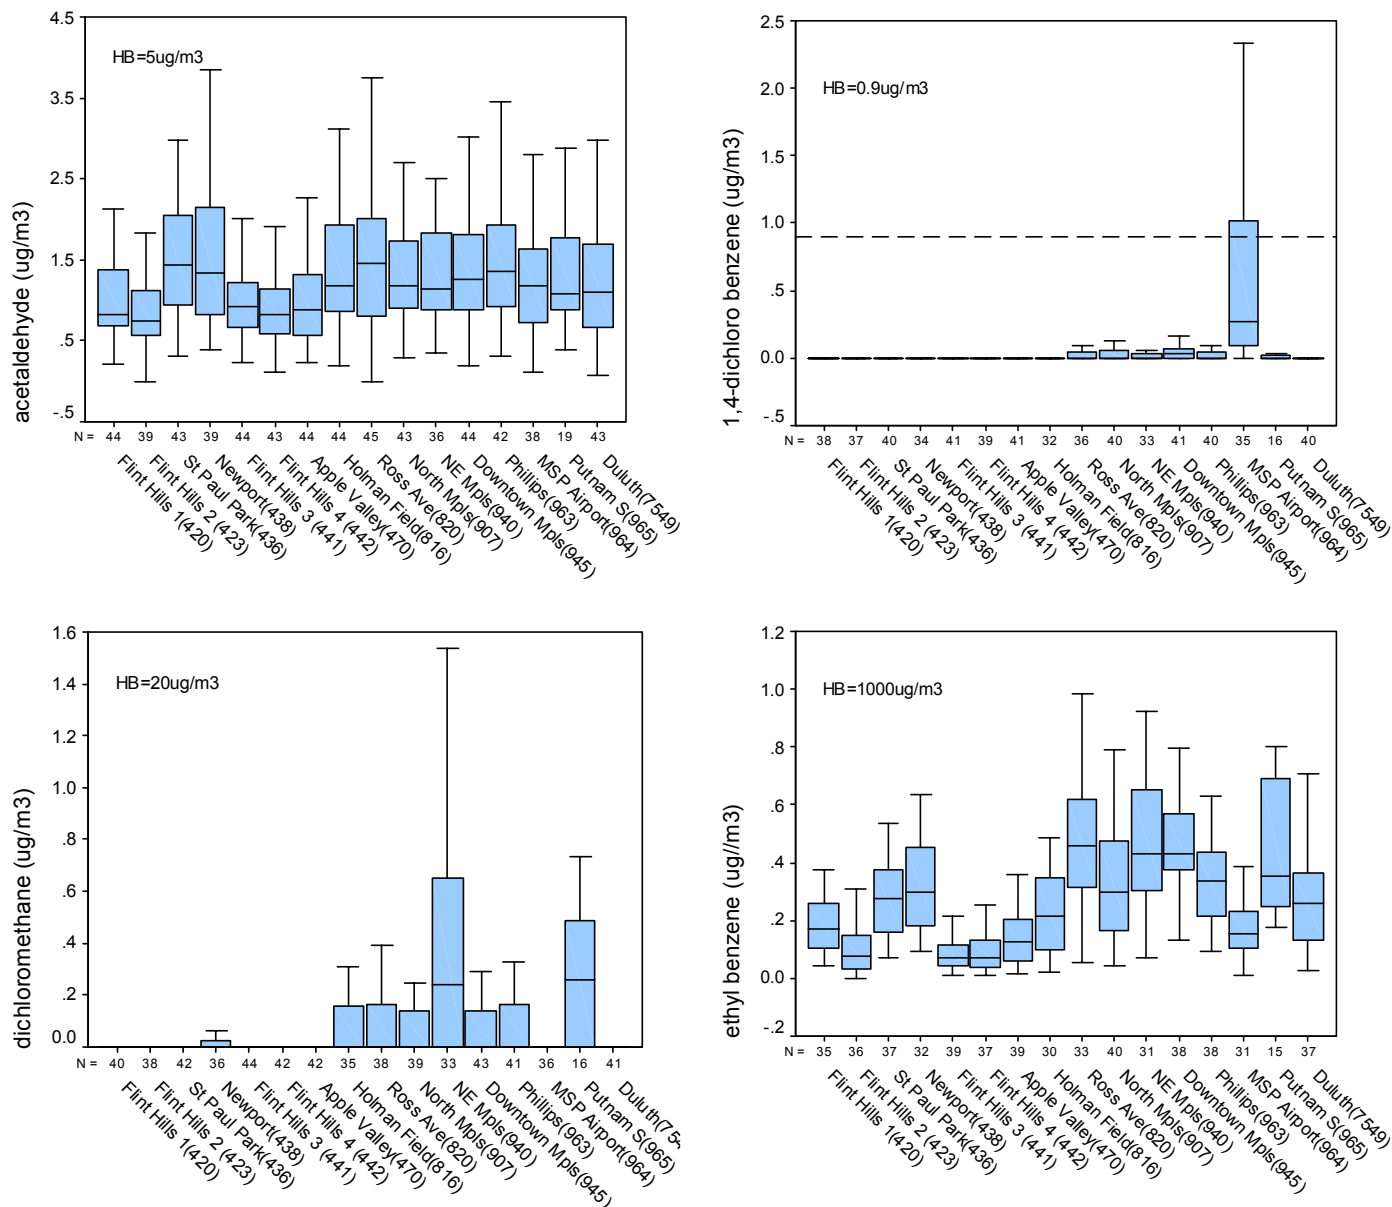 4.5
3.5
2.5
1.5
.5
-.5
acetaldehyde (ug/m3)
HB=5ug/m3
N = 44 39 43 39 44 43 44 44 45 43 36 44 42 38 19 43
Flint Hills 1(420)
Flint Hills 2 (423)
St Paul Park(436)
Newport(438)
Flint Hills 3 (441)
Flint Hills 4 (442)
Apple Valley(470)
Holman Field(816)
Ross Ave(820)
North Mpls(907)
NE Mpls(940)
Downtown Mpls(945)
Phillips(963)
MSP Airport(964)
Putnam S(965)
Duluth(7549)
2.5
2.0
1.5
1.0
.5
0.0
-.5
1,4-dichloro benzene (ug/m3)
HB=0.9ug/m3
N = 38 37 40 34 41 39 41 32 36 40 33 41 40 35 16 40
Flint Hills 1(420)
Flint Hills 2 (423)
St Paul Park(436)
Newport(438)
Flint Hills 3 (441)
Flint Hills 4 (442)
Apple Valley(470)
Holman Field(816)
Ross Ave(820)
North Mpls(907)
NE Mpls(940)
Downtown Mpls(945)
Phillips(963)
MSP Airport(964)
Putnam S(965)
Duluth(7549)
1.6
1.4
1.2
1.0
.8
.6
.4
.2
0.0
dichloromethane (ug/m3)
HB=20ug/m3
N = 40 38 42 36 44 42 42 35 38 39 33 43 41 36 16 41
Flint Hills 1(420)
Flint Hills 2 (423)
St Paul Park(436)
Newport(438)
Flint Hills 3 (441)
Flint Hills 4 (442)
Apple Valley(470)
Holman Field(816)
Ross Ave(820)
North Mpls(907)
NE Mpls(940)
Downtown Mpls(945)
Phillips(963)
MSP Airport(964)
Putnam S(965)
Duluth(754
1.2
1.0
.8
.6
.4
.2
0.0
-.2
ethyl benzene (ug//m3)
HB=1000ug/m3
N = 35 36 37 32 39 37 39 30 33 40 31 38 38 31 15 37
Flint Hills 1(420)
Flint Hills 2 (423)
St Paul Park(436)
Newport(438)
Flint Hills 3 (441)
Flint Hills 4 (442)
Apple Valley(470)
Holman Field(816)
Ross Ave(820)
North Mpls(907)
NE Mpls(940)
Downtown Mpls(945)
Phillips(963)
MSP Airport(964)
Putnam S(965)
Duluth(7549)